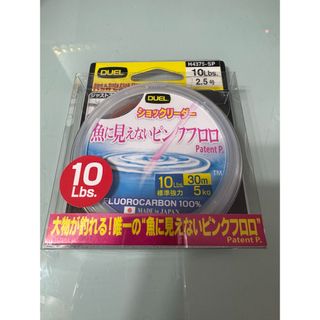 DUEL
H4375-SP
10Lbs.
2.5号
DUEL
ショックリーダー
魚に見えないピンクフロロ
Patent P.
10
Lbs.
TM
10Lbs
標準強力
30m
5kg
FLUOROCARBON 100%
MADE IN JAPAN
大物が釣れる!唯一の“魚に見えないピンクフロロ”
Patent P.